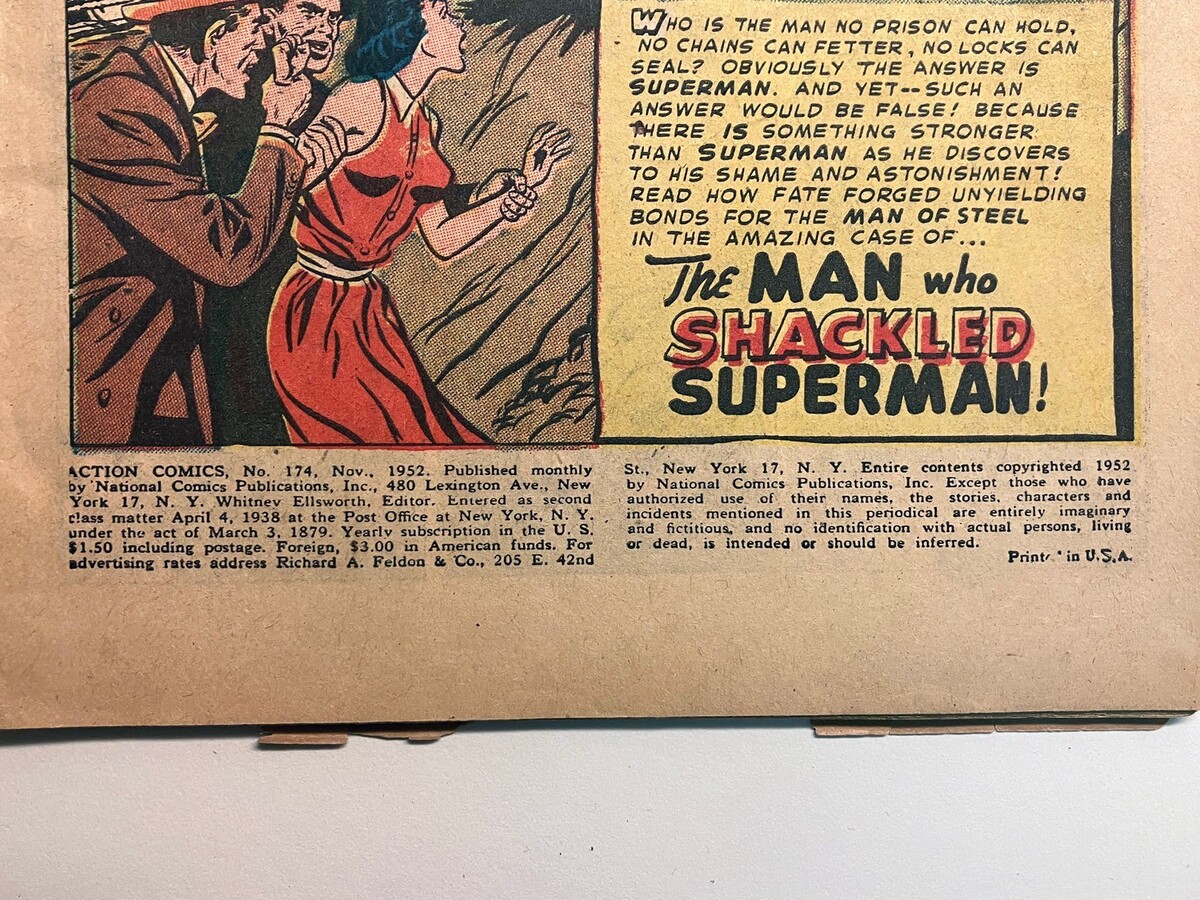 WHO IS THE MAN NO PRISON CAN HOLD,
NO CHAINS CAN FETTER, NO LOCKS CAN
SEAL? OBVIOUSLY THE ANSWER IS
SUPERMAN. AND YET--SUCH AN
ANSWER WOULD BE FALSE! BECAUSE
THERE IS SOMETHING STRONGER
THAN SUPERMAN AS HE DISCOVERS
TO HIS SHAME AND ASTONISHMENT!
READ HOW FATE FORGED UNYIELDING
BONDS FOR THE MAN OF STEEL
IN THE AMAZING CASE OF...
The MAN who
SHACKLED
SUPERMAN!
ACTION COMICS, No. 174, Nov., 1952. Published monthly
by National Comics Publications, Inc., 480 Lexington Ave., New
York 17, N. Y. Whitney Ellsworth, Editor. Entered as second
class matter April 4, 1938 at the Post Office at New York, N. Y.
under the act of March 3, 1879. Yearly subscription in the U. S.
$1.50 including postage. Foreign, $3.00 in American funds. For
advertising rates address Richard A. Feldon & Co., 205 E. 42nd
St., New York 17, N. Y. Entire contents copyrighted 1952
by National Comics Publications, Inc. Except those who have
authorized use of their names, the stories, characters and
incidents mentioned in this periodical are entirely imaginary
and fictitious, and no identification with actual persons, living
or dead, is intended or should be inferred.
Printed in U.S.A.